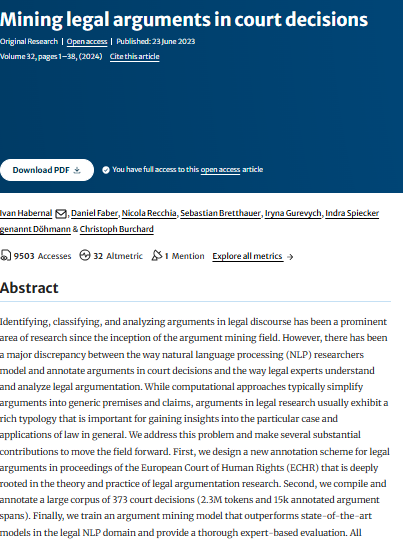 Mining legal arguments in court decisions
Original Research | Open access | Published: 23 June 2023
Volume 32, pages 1–38, (2024) Cite this article
Download PDF
You have full access to this open access article
Ivan Habernal, Daniel Faber, Nicola Recchia, Sebastian Bretthauer, Iryna Gurevych, Indra Spiecker
genannt Döhmann & Christoph Burchard
9503 Accesses 32 Altmetric 1 Mention Explore all metrics →
Abstract
Identifying, classifying, and analyzing arguments in legal discourse has been a prominent
area of research since the inception of the argument mining field. However, there has been
a major discrepancy between the way natural language processing (NLP) researchers
model and annotate arguments in court decisions and the way legal experts understand
and analyze legal argumentation. While computational approaches typically simplify
arguments into generic premises and claims, arguments in legal research usually exhibit a
rich typology that is important for gaining insights into the particular case and
applications of law in general. We address this problem and make several substantial
contributions to move the field forward. First, we design a new annotation scheme for legal
arguments in proceedings of the European Court of Human Rights (ECHR) that is deeply
rooted in the theory and practice of legal argumentation research. Second, we compile and
annotate a large corpus of 373 court decisions (2.3M tokens and 15k annotated argument
spans). Finally, we train an argument mining model that outperforms state-of-the-art
models in the legal NLP domain and provide a thorough expert-based evaluation. All